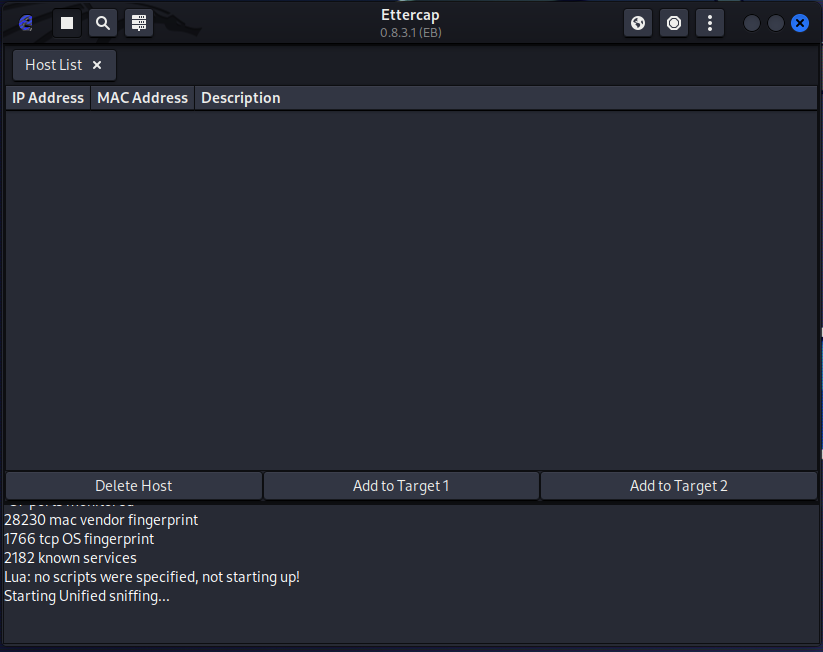 Ettercap
0.8.3.1 (EB)
Host List
IP Address MAC Address Description
Delete Host Add to Target 1 Add to Target 2
ports monitored
28230 mac vendor fingerprint
1766 tcp OS fingerprint
2182 known services
Lua: no scripts were specified, not starting up!
Starting Unified sniffing...